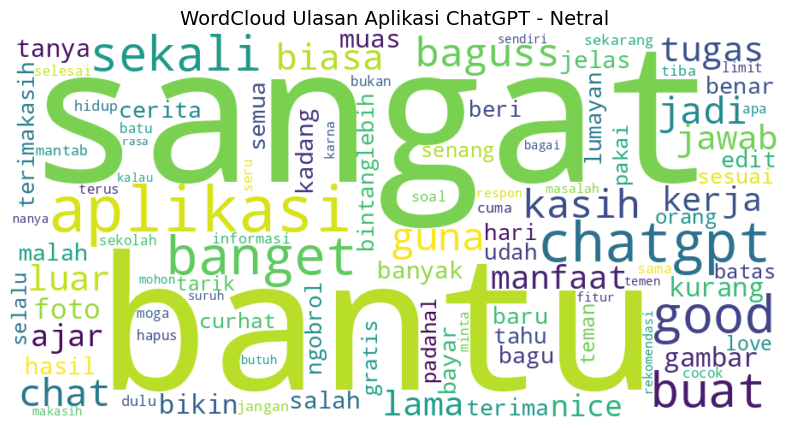 WordCloud Ulasan Aplikasi ChatGPT - Netral
tanya
sekali
biasa
muas
baguss
sendiri
sekarang
tugas
selesai
terimakasih
hidup
cerita
semua
bukan
jelas
tiba
limit
benar
sangat
beri
lumayan
jadi
apa
mantab
batu
rasa
kadang
karna
bintanglebih
senang
bagai
pakai
jawab
edit
terus
kalau
seru
soal
respon
masalah
sesuai
nanya
aplikasi
cuma
kasih
kerja
orang
sekolah
informasi
guna
hari
chatgpt
malah
banget
udah
luar
tarik
banyak
mohon
suruh
manfaat
sama
temen
batas
selalu
foto
moga
bantu
fitur
kurang
good
ajar
hapus
curhat
ngobrol
padahal
baru
tahu
teman
love
hasil
butuh
gratis
bayar
minta
bagu
rekomendasi
gambar
cocok
chat
dulu
bikin
jangan
salah
lama
terima
nice
buat
makasih